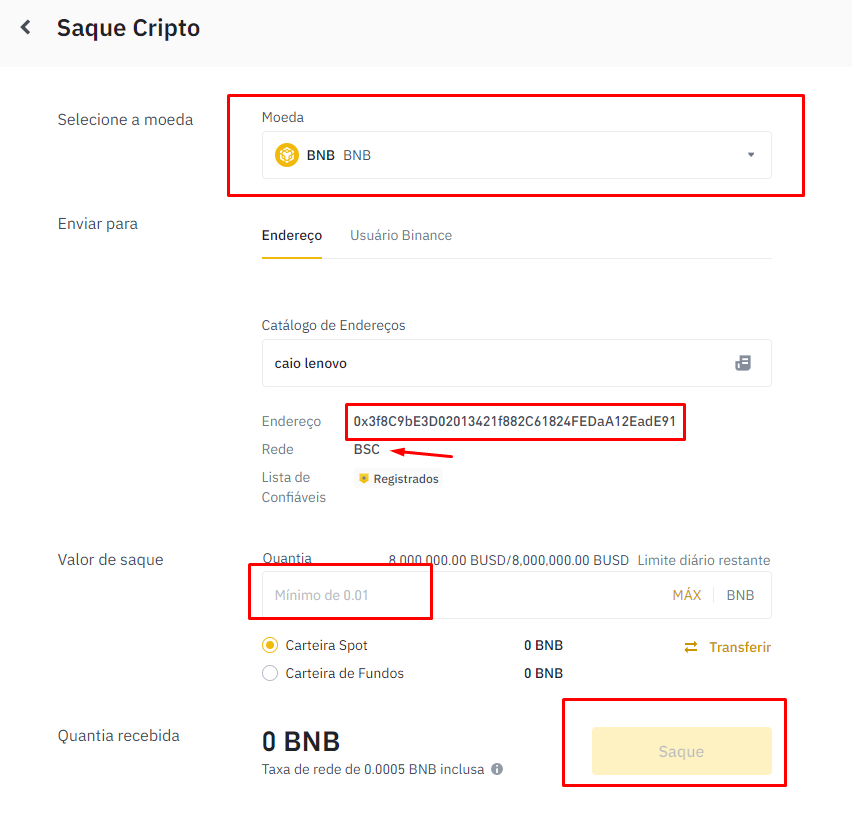 Saque Cripto
Selecione a moeda
Moeda
BNB BNB
Enviar para
Endereço Usuário Binance
Catálogo de Endereços
caio lenovo
Endereço 0x3f8C9bE3D02013421f882C61824FEDaA12EadE91
Rede BSC
Lista de Confiáveis
Registrados
Valor de saque
Quantia 8,000,000.00 BUSD/8,000,000.00 BUSD Limite diário restante
Mínimo de 0.01 MÁX BNB
Carteira Spot 0 BNB Transferir
Carteira de Fundos 0 BNB
Quantia recebida
0 BNB
Saque
Taxa de rede de 0.0005 BNB inclusa